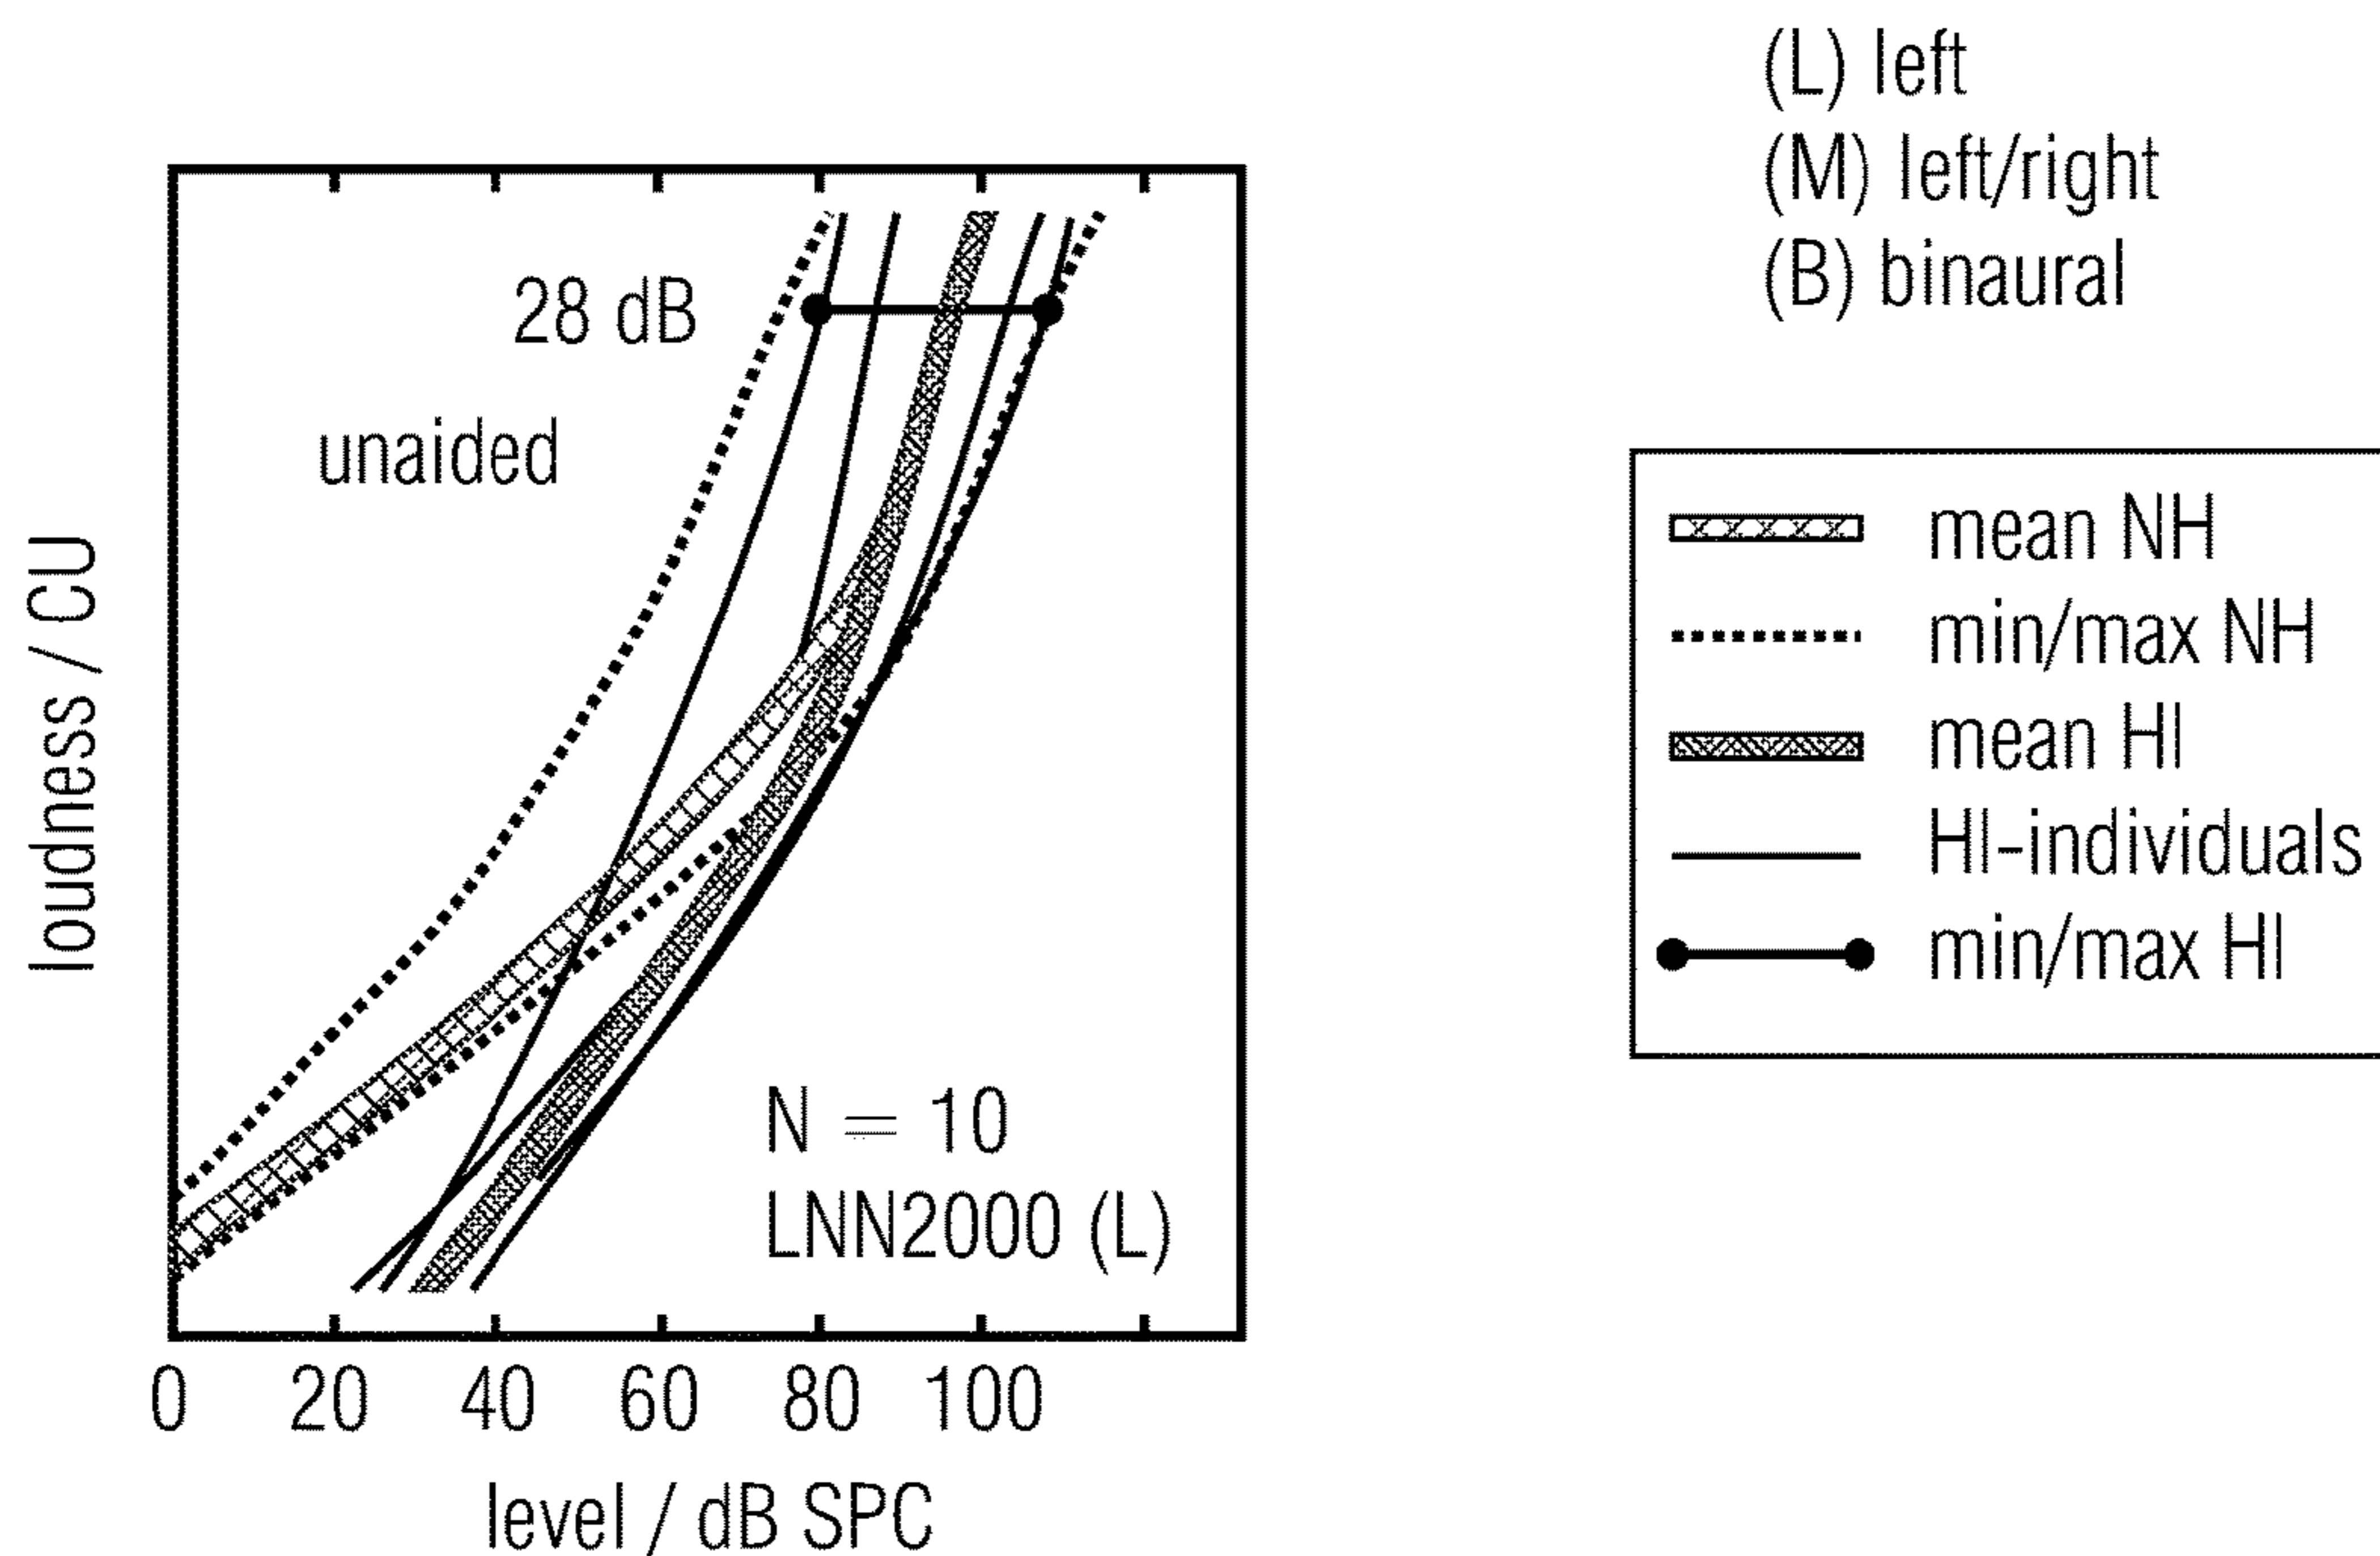 (L) left
(M) left/right
(B) binaural
28 dB
unaided
loudness / CU
N = 10
LNN2000 (L)
0 20 40 60 80 100
level / dB SPC
mean NH
min/max NH
mean HI
HI-individuals
min/max HI